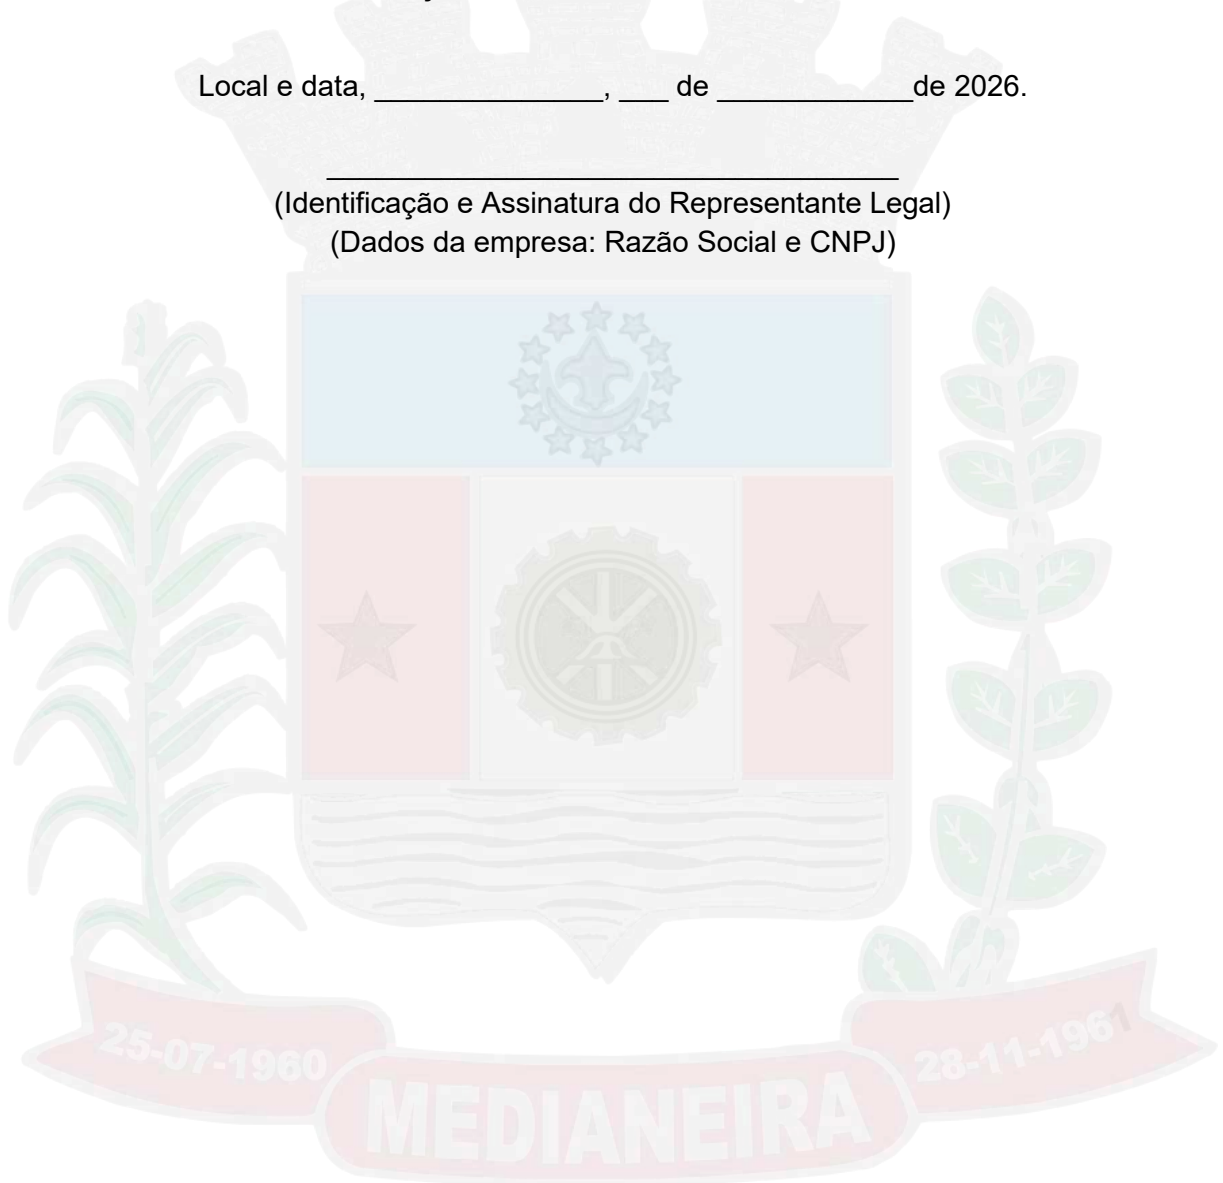 Local e data, ______________, ___ de ____________de 2026.
___________________________________
(Identificação e Assinatura do Representante Legal)
(Dados da empresa: Razão Social e CNPJ)
25-07-1960
28-11-1961
MEDIANEIRA